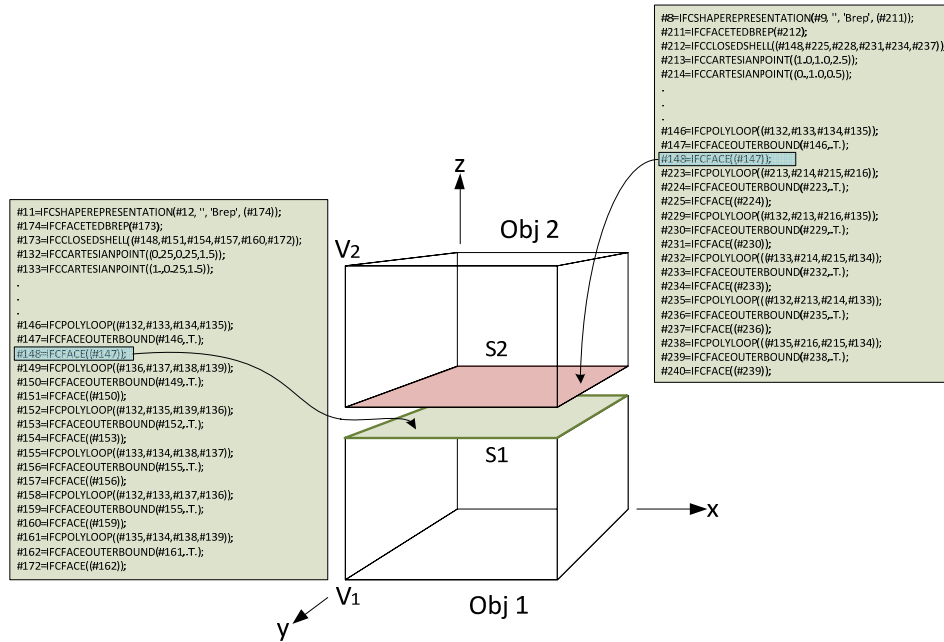 #8=IFCSHAPEREPRESENTATION(#9, '', 'Brep', (#211));
#211=IFCFACETEDBREP(#212);
#212=IFCCLOSEDSHELL((#148,#225,#228,#231,#234,#237));
#213=IFCCARTESIANPOINT((1.0,1.0,2.5));
#214=IFCCARTESIANPOINT((0.,1.0,0.5));
.
.
.
#146=IFCPOLYLOOP((#132,#133,#134,#135));
#147=IFCFACEOUTERBOUND(#146,.T.);
#148=IFCFACE((#147));
#223=IFCPOLYLOOP((#213,#214,#215,#216));
#224=IFCFACEOUTERBOUND(#223,.T.);
#225=IFCFACE((#224));
#229=IFCPOLYLOOP((#132,#213,#216,#135));
#230=IFCFACEOUTERBOUND(#229,.T.);
#231=IFCFACE((#230));
#232=IFCPOLYLOOP(((#133,#214,#215,#134));
#233=IFCFACEOUTERBOUND(#232,.T.);
#234=IFCFACE((#233));
#235=IFCPOLYLOOP(((#132,#213,#214,#133));
#236=IFCFACEOUTERBOUND(#235,.T.);
#237=IFCFACE((#236));
#238=IFCPOLYLOOP(((#135,#216,#215,#134));
#239=IFCFACEOUTERBOUND(#238,.T.);
#240=IFCFACE((#239));
#11=IFCSHAPEREPRESENTATION(#12, '', 'Brep', (#174));
#174=IFCFACETEDBREP(#173);
#173=IFCCLOSEDSHELL((#148,#151,#154,#157,#160,#172));
#132=IFCCARTESIANPOINT((0,25,0,25,1.5));
#133=IFCCARTESIANPOINT((1.,0.25,1.5));
.
.
.
#146=IFCPOLYLOOP((#132,#133,#134,#135));
#147=IFCFACEOUTERBOUND(#146,.T.);
#148=IFCFACE((#147));
#149=IFCPOLYLOOP((#136,#137,#138,#139));
#150=IFCFACEOUTERBOUND(#149,.T.);
#151=IFCFACE((#150));
#152=IFCPOLYLOOP((#132,#135,#139,#136));
#153=IFCFACEOUTERBOUND(#152,.T.);
#154=IFCFACE((#153));
#155=IFCPOLYLOOP((#133,#134,#138,#137));
#156=IFCFACEOUTERBOUND(#155,.T.);
#157=IFCFACE((#156));
#158=IFCPOLYLOOP((#132,#133,#137,#136));
#159=IFCFACEOUTERBOUND(#155,.T.);
#160=IFCFACE((#159));
#161=IFCPOLYLOOP((#135,#134,#138,#139));
#162=IFCFACEOUTERBOUND(#161,.T.);
#172=IFCFACE((#162));
z
Obj 2
V2
S2
S1
x
V1
Obj 1
y